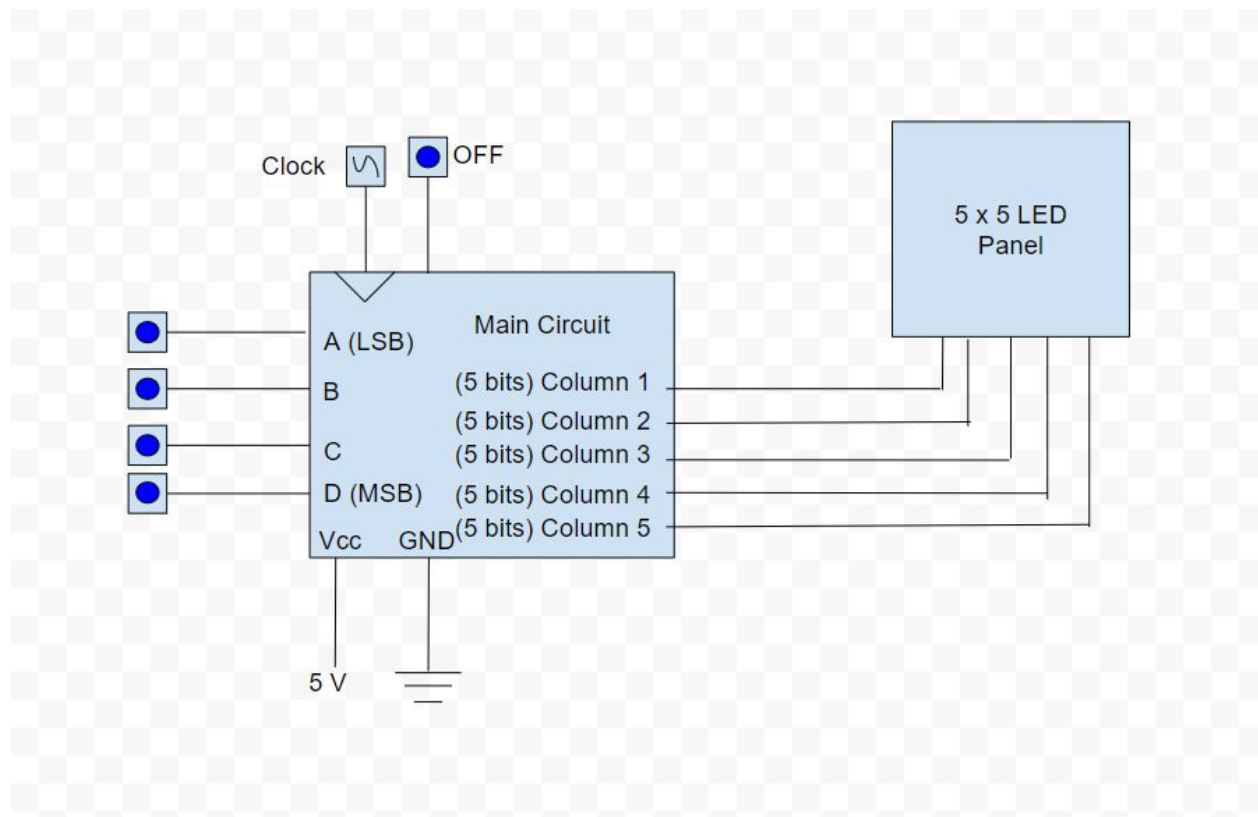 Clock
OFF
5 x 5 LED
Panel
Main Circuit
A (LSB)
(5 bits) Column 1
B
(5 bits) Column 2
C
(5 bits) Column 3
D (MSB)
(5 bits) Column 4
(5 bits) Column 5
Vcc
GND
5 V